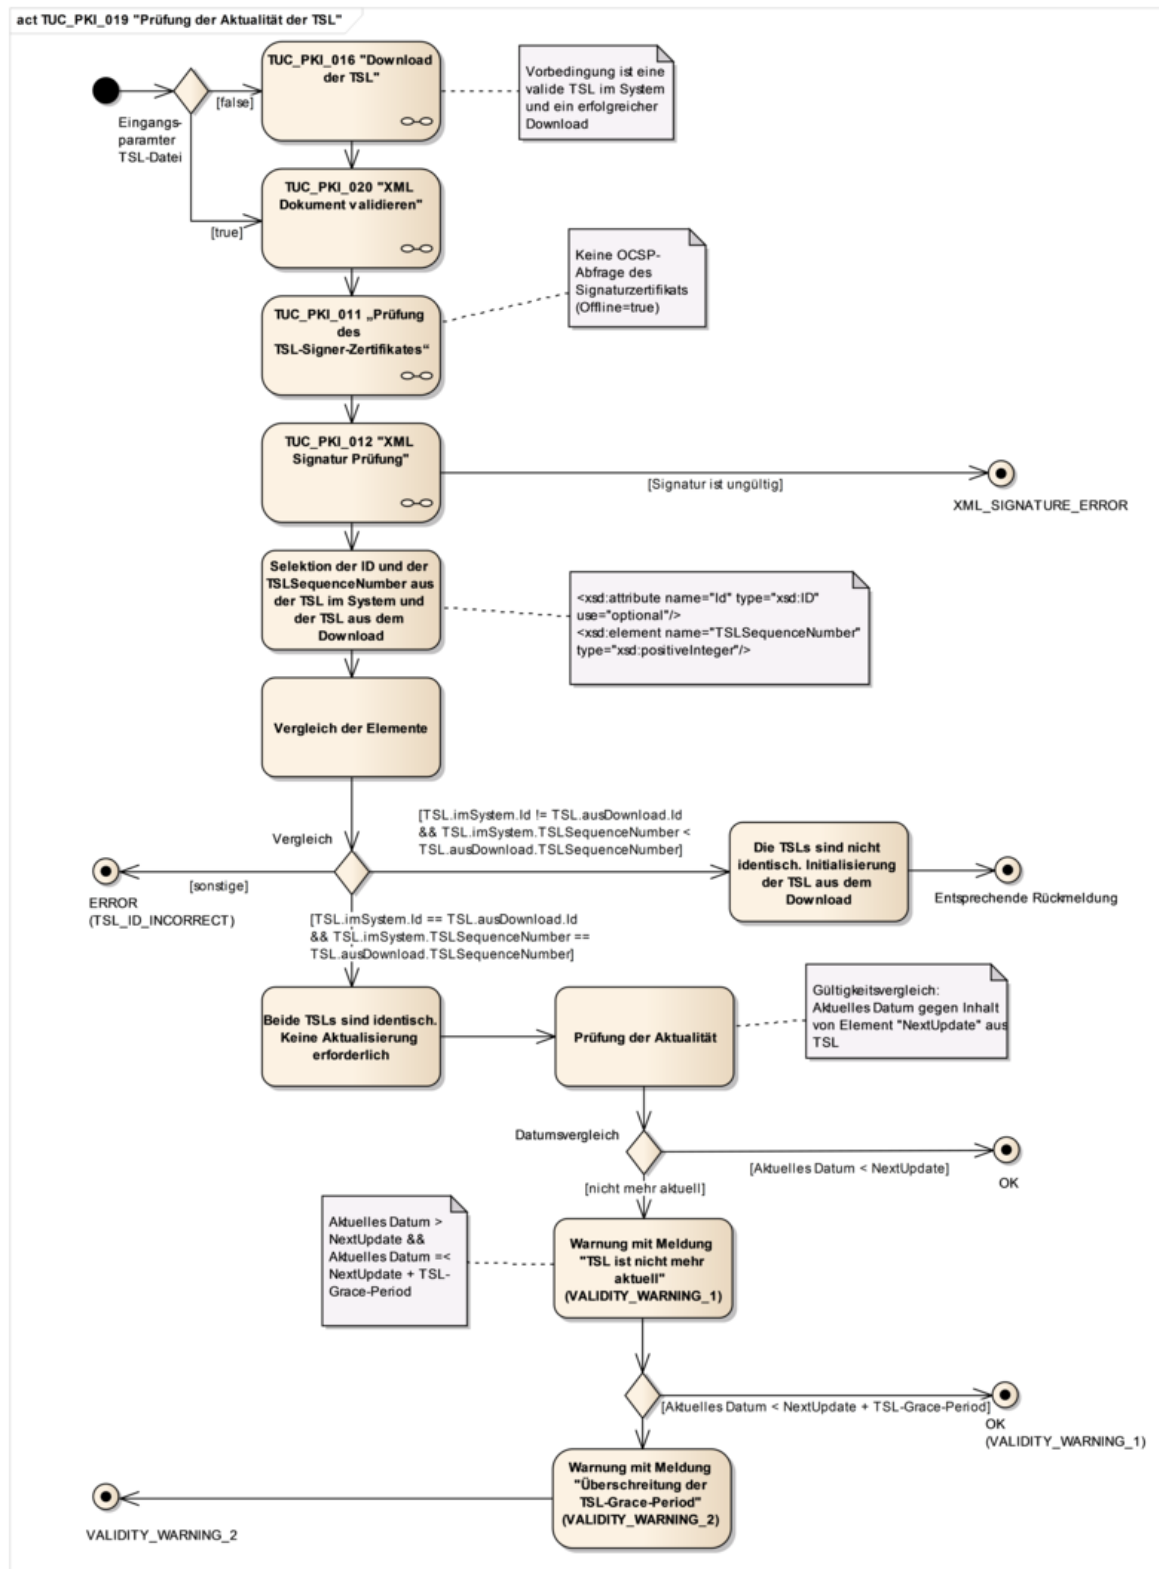 act TUC_PKI_019 "Prüfung der Aktualität der TSL"
TUC_PKI_016 "Download
der TSL"
Vorbedingung ist eine
valide TSL im System
und ein erfolgreicher
Download
[false]
Eingangs-
paramter
TSL-Datei
[true]
TUC_PKI_020 "XML
Dokument validieren"
Keine OCSP-
Abfrage des
Signaturzertifikats
(Offline=true)
TUC_PKI_011 „Prüfung
des
TSL-Signer-Zertifikates“
TUC_PKI_012 "XML
Signatur Prüfung"
[Signatur ist ungültig]
XML_SIGNATURE_ERROR
Selektion der ID und der
TSLSequenceNumber aus
der TSL im System und
der TSL aus dem
Download
<xsd:attribute name="Id" type="xsd:ID"
use="optional"/>
<xsd:element name="TSLSequenceNumber"
type="xsd:positiveInteger"/>
Vergleich der Elemente
[TSL.imSystem.Id != TSL.ausDownload.Id
&& TSL.imSystem.TSLSequenceNumber <
TSL.ausDownload.TSLSequenceNumber]
Vergleich
Die TSLs sind nicht
identisch. Initialisierung
der TSL aus dem
Download
[sonstige]
ERROR
(TSL_ID_INCORRECT)
Entsprechende Rückmeldung
[TSL.imSystem.Id == TSL.ausDownload.Id
&& TSL.imSystem.TSLSequenceNumber ==
TSL.ausDownload.TSLSequenceNumber]
Gültigkeitsvergleich:
Aktuelles Datum gegen Inhalt
von Element "NextUpdate" aus
TSL
Beide TSLs sind identisch.
Keine Aktualisierung
erforderlich
Prüfung der Aktualität
Datumsvergleich
[Aktuelles Datum < NextUpdate]
OK
[nicht mehr aktuell]
Aktuelles Datum >
NextUpdate &&
Aktuelles Datum =<
NextUpdate + TSL-
Grace-Period
Warnung mit Meldung
"TSL ist nicht mehr
aktuell"
(VALIDITY_WARNING_1)
[Aktuelles Datum < NextUpdate + TSL-Grace-Period]
OK
(VALIDITY_WARNING_1)
Warnung mit Meldung
"Überschreitung der
TSL-Grace-Period"
(VALIDITY_WARNING_2)
VALIDITY_WARNING_2